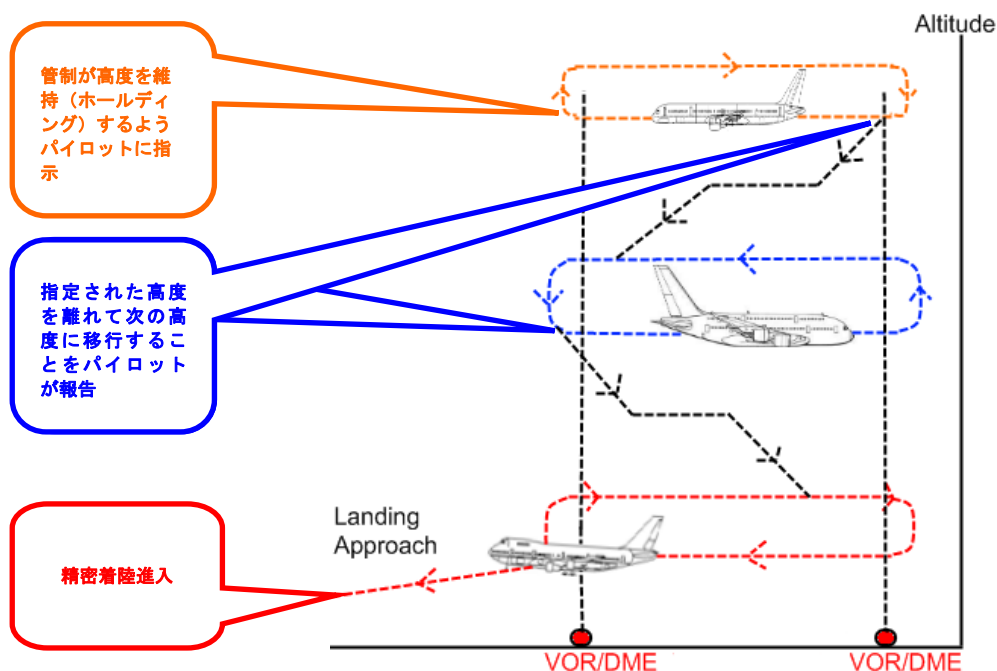 Altitude
管制が高度を維
持（ホールディ
ング）するよう
パイロットに指
示
指定された高度
を離れて次の高
度に移行するこ
とをパイロット
が報告
Landing
Approach
精密着陸進入
VOR/DME
VOR/DME